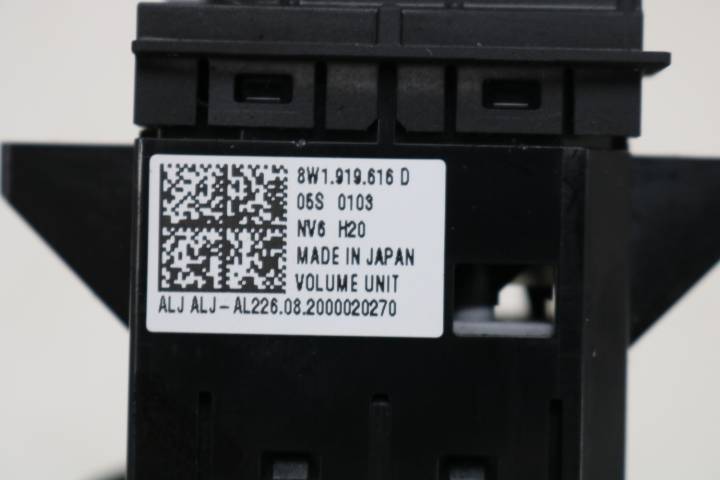 8W1.919.616 D
05S 0103
NV6 H20
MADE IN JAPAN
VOLUME UNIT
ALJ ALJ-AL226.08.2000020270